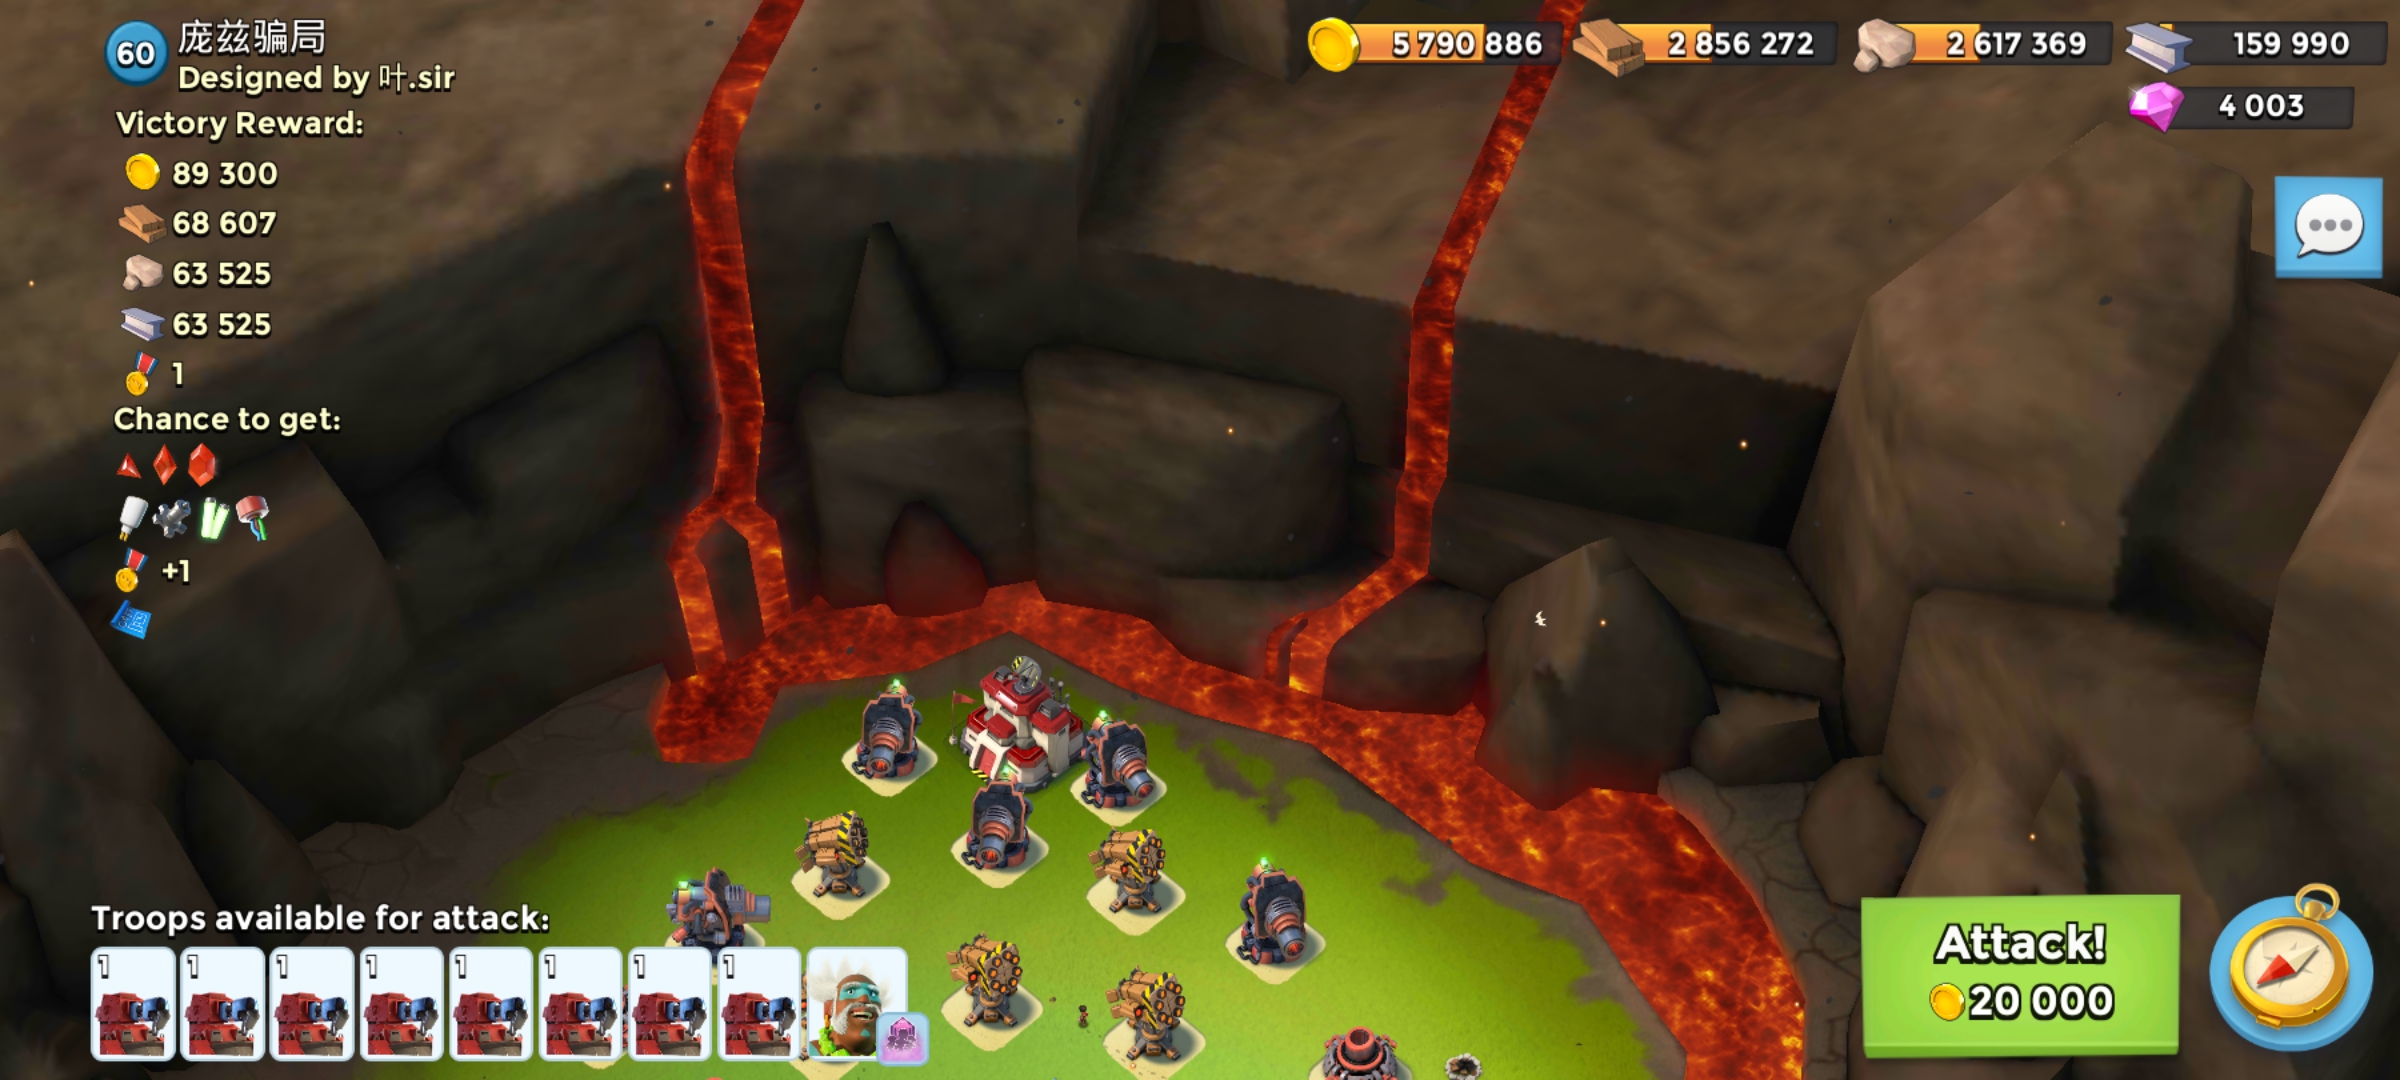 60
庞兹骗局
Designed by 叶.sir
Victory Reward:
89 300
68 607
63 525
63 525
1
Chance to get:
+1
5 790 886
2 856 272
2 617 369
159 990
4 003
Troops available for attack:
1
1
1
1
1
1
1
1
Attack!
20 000